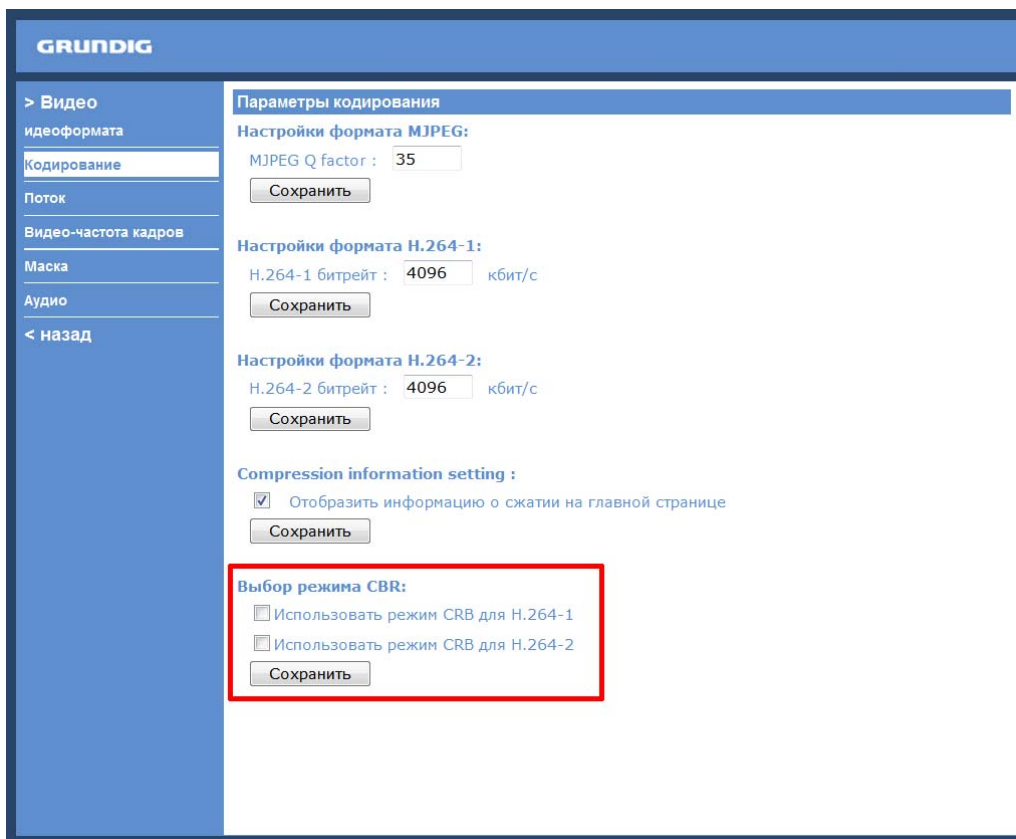 GRUNDIG
> Видео
идеоформата
Кодирование
Поток
Видео-частота кадров
Маска
Аудио
< назад
Параметры кодирования
Настройки формата MJPEG:
MJPEG Q factor : 35
Сохранить
Настройки формата H.264-1:
H.264-1 битрейт : 4096 кбит/с
Сохранить
Настройки формата H.264-2:
H.264-2 битрейт : 4096 кбит/с
Сохранить
Compression information setting :
Отобразить информацию о сжатии на главной странице
Сохранить
Выбор режима CBR:
Использовать режим CRB для H.264-1
Использовать режим CRB для H.264-2
Сохранить